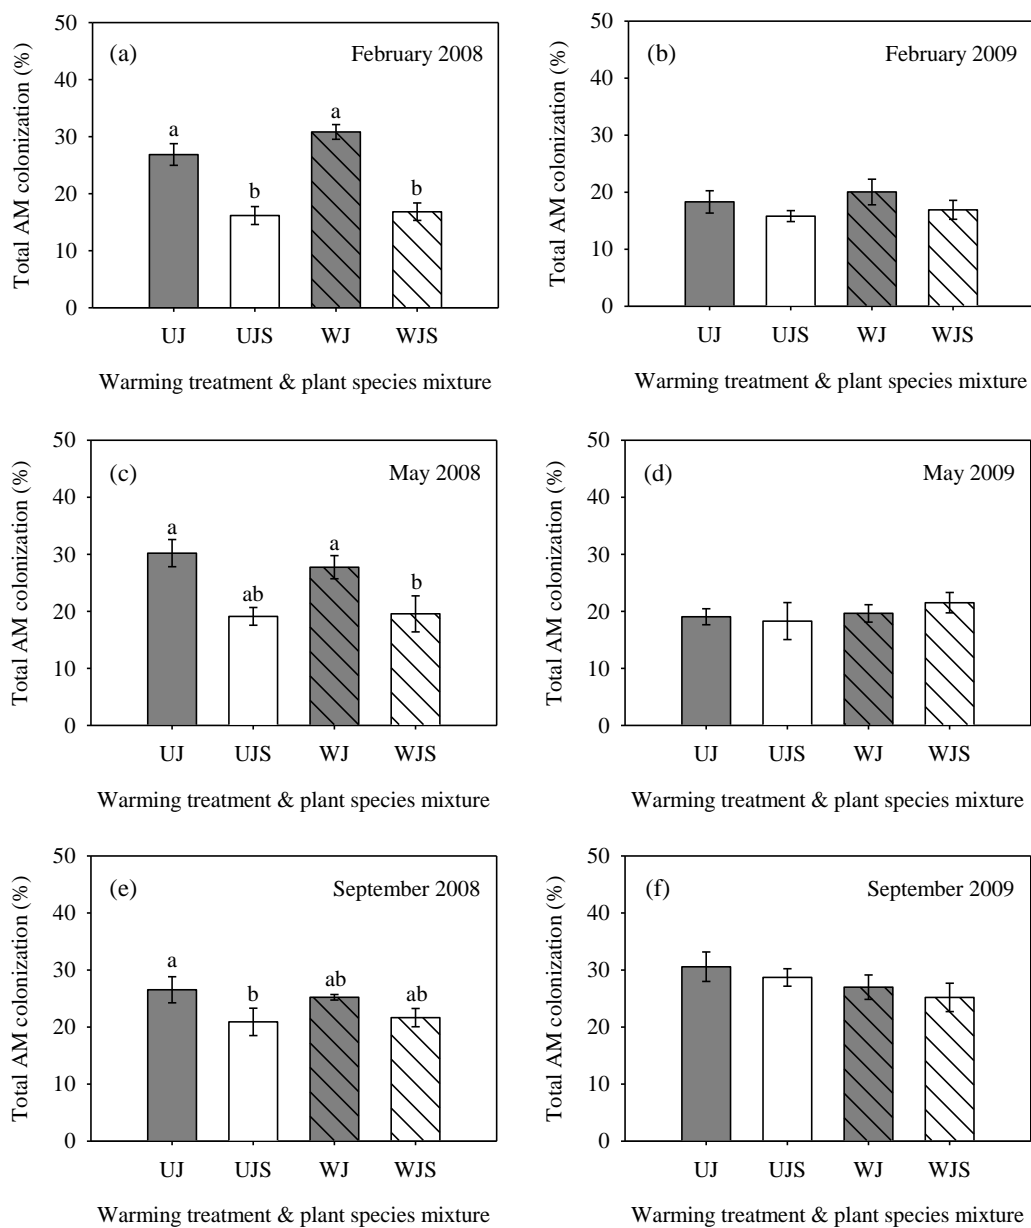 Total AM colonization (%)
50
40
30
20
10
0
(a)
February 2008
a
b
a
b
UJ
UJS
WJ
WJS
Warming treatment & plant species mixture
Total AM colonization (%)
50
40
30
20
10
0
(b)
February 2009
UJ
UJS
WJ
WJS
Warming treatment & plant species mixture
Total AM colonization (%)
50
40
30
20
10
0
(c)
May 2008
a
ab
a
b
UJ
UJS
WJ
WJS
Warming treatment & plant species mixture
Total AM colonization (%)
50
40
30
20
10
0
(d)
May 2009
UJ
UJS
WJ
WJS
Warming treatment & plant species mixture
Total AM colonization (%)
50
40
30
20
10
0
(e)
September 2008
a
b
ab
ab
UJ
UJS
WJ
WJS
Warming treatment & plant species mixture
Total AM colonization (%)
50
40
30
20
10
0
(f)
September 2009
UJ
UJS
WJ
WJS
Warming treatment & plant species mixture